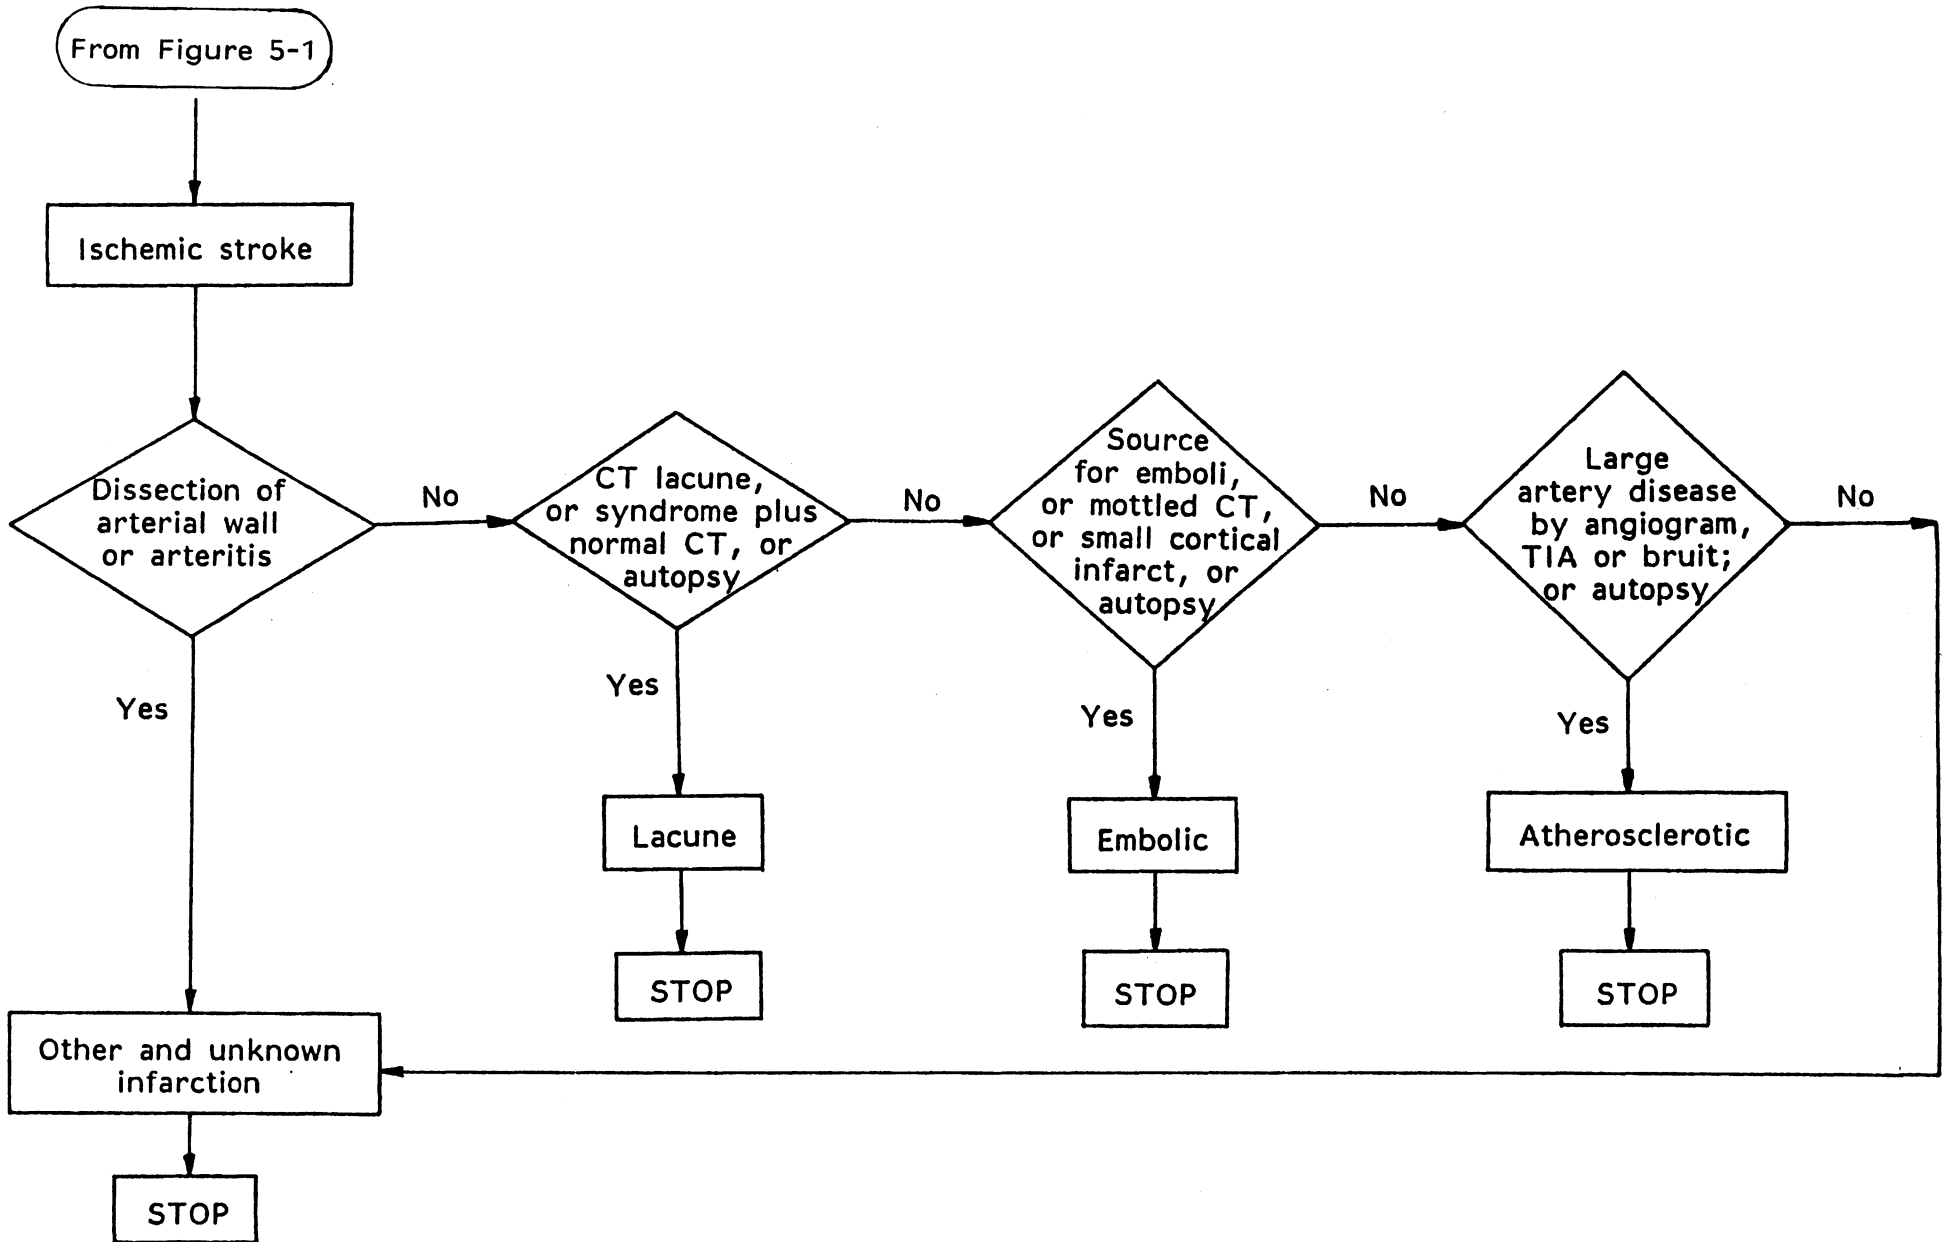 From Figure 5-1
Ischemic stroke
Dissection of
arterial wall
or arteritis
No
CT lacune,
or syndrome plus
normal CT, or
autopsy
No
Source
for emboli,
or mottled CT,
or small cortical
infarct, or
autopsy
No
Large
artery disease
by angiogram,
TIA or bruit;
or autopsy
No
Yes
Yes
Yes
Yes
Lacune
Embolic
Atherosclerotic
STOP
STOP
STOP
Other and unknown
infarction
STOP